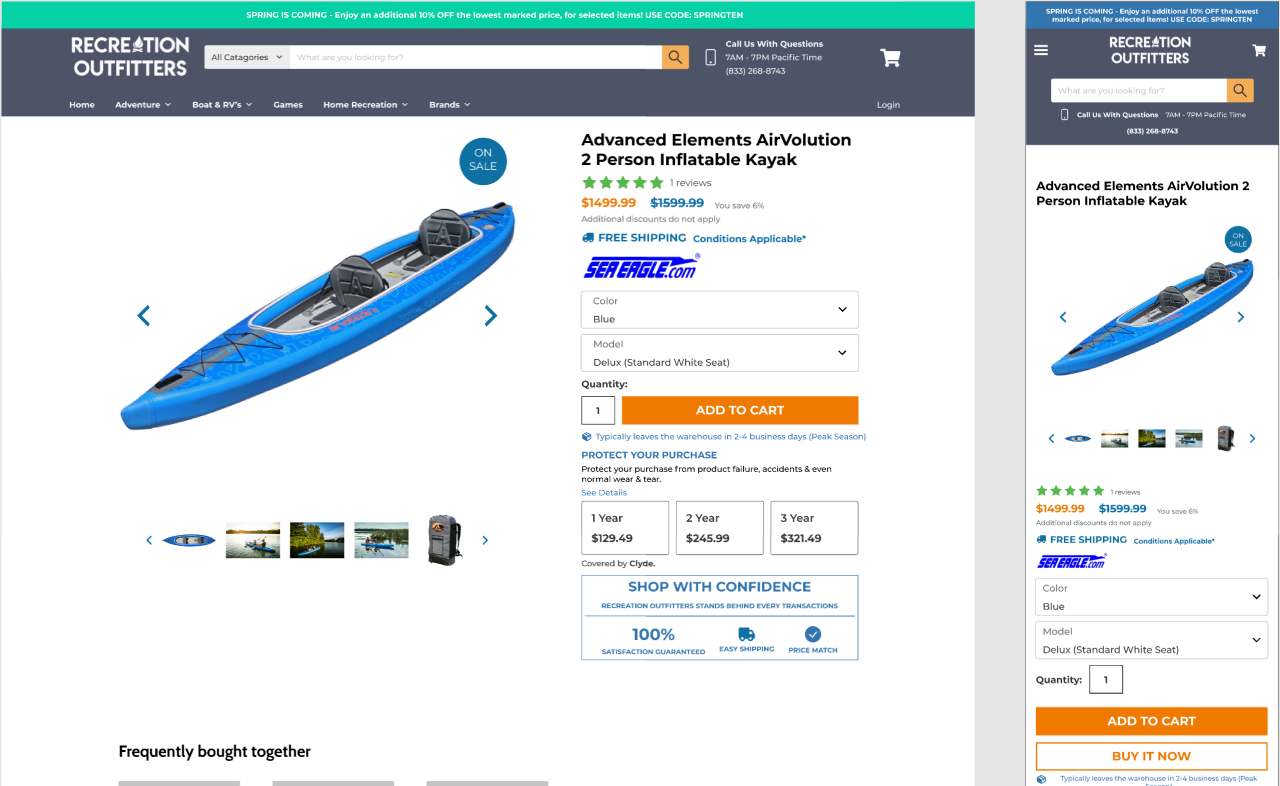 SPRING IS COMING - Enjoy an additional 10% OFF the lowest marked price, for selected items! USE CODE: SPRINGTEN
RECREATION
OUTFITTERS
All Catagories
What are you looking for?
Call Us With Questions
7AM - 7PM Pacific Time
(833) 268-8743
Home
Adventure
Boat & RV's
Games
Home Recreation
Brands
Login
ON
SALE
Advanced Elements AirVolution
2 Person Inflatable Kayak
1 reviews
$1499.99 $1599.99 You save 6%
Additional discounts do not apply
FREE SHIPPING Conditions Applicable*
SEA EAGLE.com®
Color
Blue
Model
Delux (Standard White Seat)
Quantity:
1
ADD TO CART
Typically leaves the warehouse in 2-4 business days (Peak Season)
PROTECT YOUR PURCHASE
Protect your purchase from product failure, accidents & even
normal wear & tear.
See Details
1 Year
$129.49
2 Year
$245.99
3 Year
$321.49
Covered by Clyde.
SHOP WITH CONFIDENCE
RECREATION OUTFITTERS STANDS BEHIND EVERY TRANSACTIONS
100%
SATISFACTION GUARANTEED
EASY SHIPPING
PRICE MATCH
Frequently bought together
SPRING IS COMING - Enjoy an additional 10% OFF the lowest
marked price, for selected items! USE CODE: SPRINGTEN
RECREATION
OUTFITTERS
What are you looking for?
Call Us With Questions 7AM - 7PM Pacific Time
(833) 268-8743
Advanced Elements AirVolution 2
Person Inflatable Kayak
ON
SALE
1 reviews
$1499.99 $1599.99 You save 6%
Additional discounts do not apply
FREE SHIPPING Conditions Applicable*
SEA EAGLE.com®
Color
Blue
Model
Delux (Standard White Seat)
Quantity: 1
ADD TO CART
BUY IT NOW
Typically leaves the warehouse in 2-4 business days (Peak